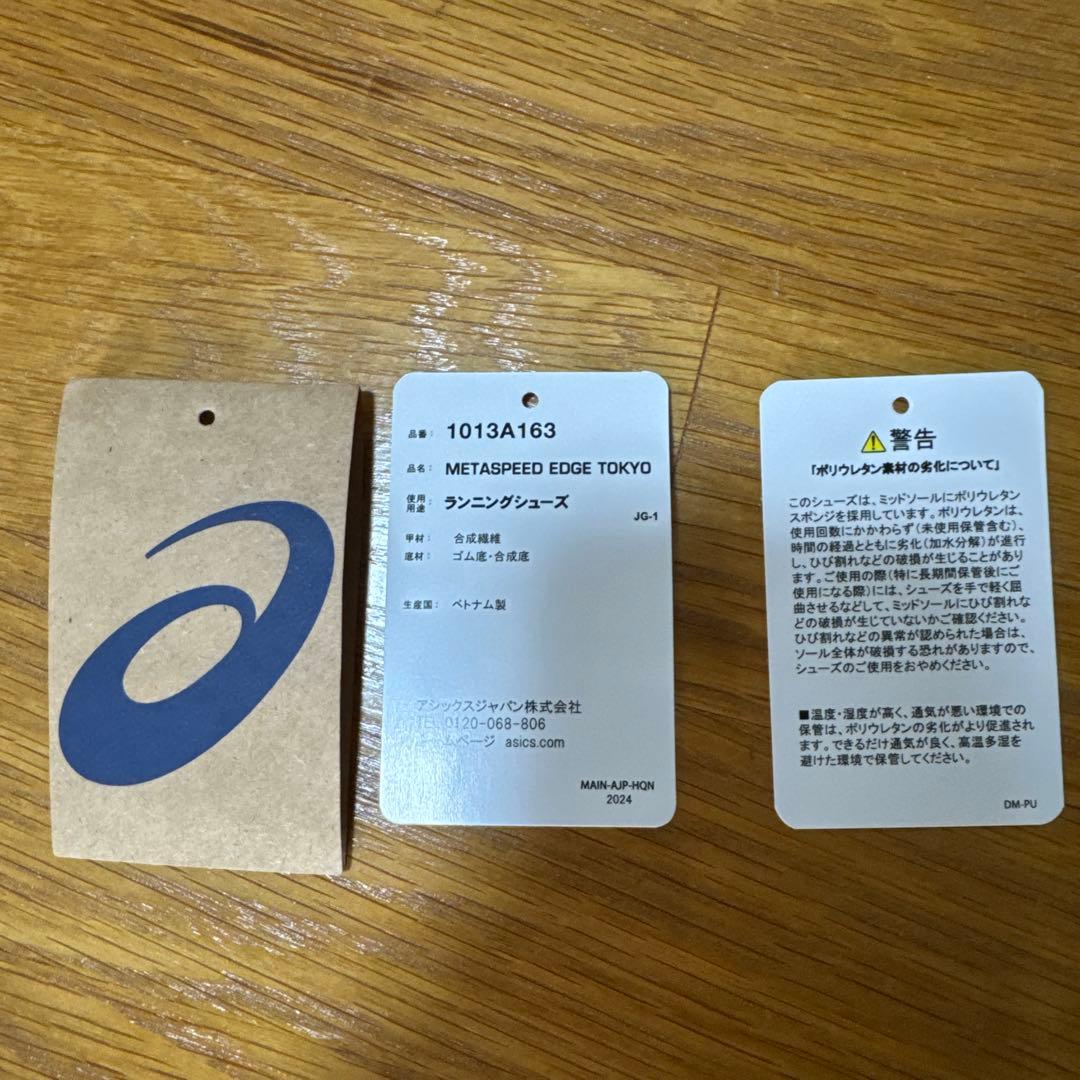 品番： 1013A163
品名： METASPEED EDGE TOKYO
使用
用途： ランニングシューズ
JG-1
甲材： 合成繊維
底材： ゴム底・合成底
生産国： ベトナム製
アシックスジャパン株式会社
TEL 0120-068-806
ホームページ asics.com
MAIN-AJP-HQN
2024
警告
「ポリウレタン素材の劣化について」
このシューズは、ミッドソールにポリウレタン
スポンジを採用しています。ポリウレタンは、
使用回数にかかわらず（未使用保管含む）、
時間の経過とともに劣化（加水分解）が進行
し、ひび割れなどの破損が生じることがあり
ます。ご使用の際（特に長期間保管後にご
使用になる際）には、シューズを手で軽く屈
曲させるなどして、ミッドソールにひび割れな
どの破損が生じていないかご確認ください。
ひび割れなどの異常が認められた場合は、
ソール全体が破損する恐れがありますので、
シューズのご使用をおやめください。
■温度・湿度が高く、通気が悪い環境での
保管は、ポリウレタンの劣化がより促進され
ます。できるだけ通気が良く、高温多湿を
避けた環境で保管してください。
DM-PU